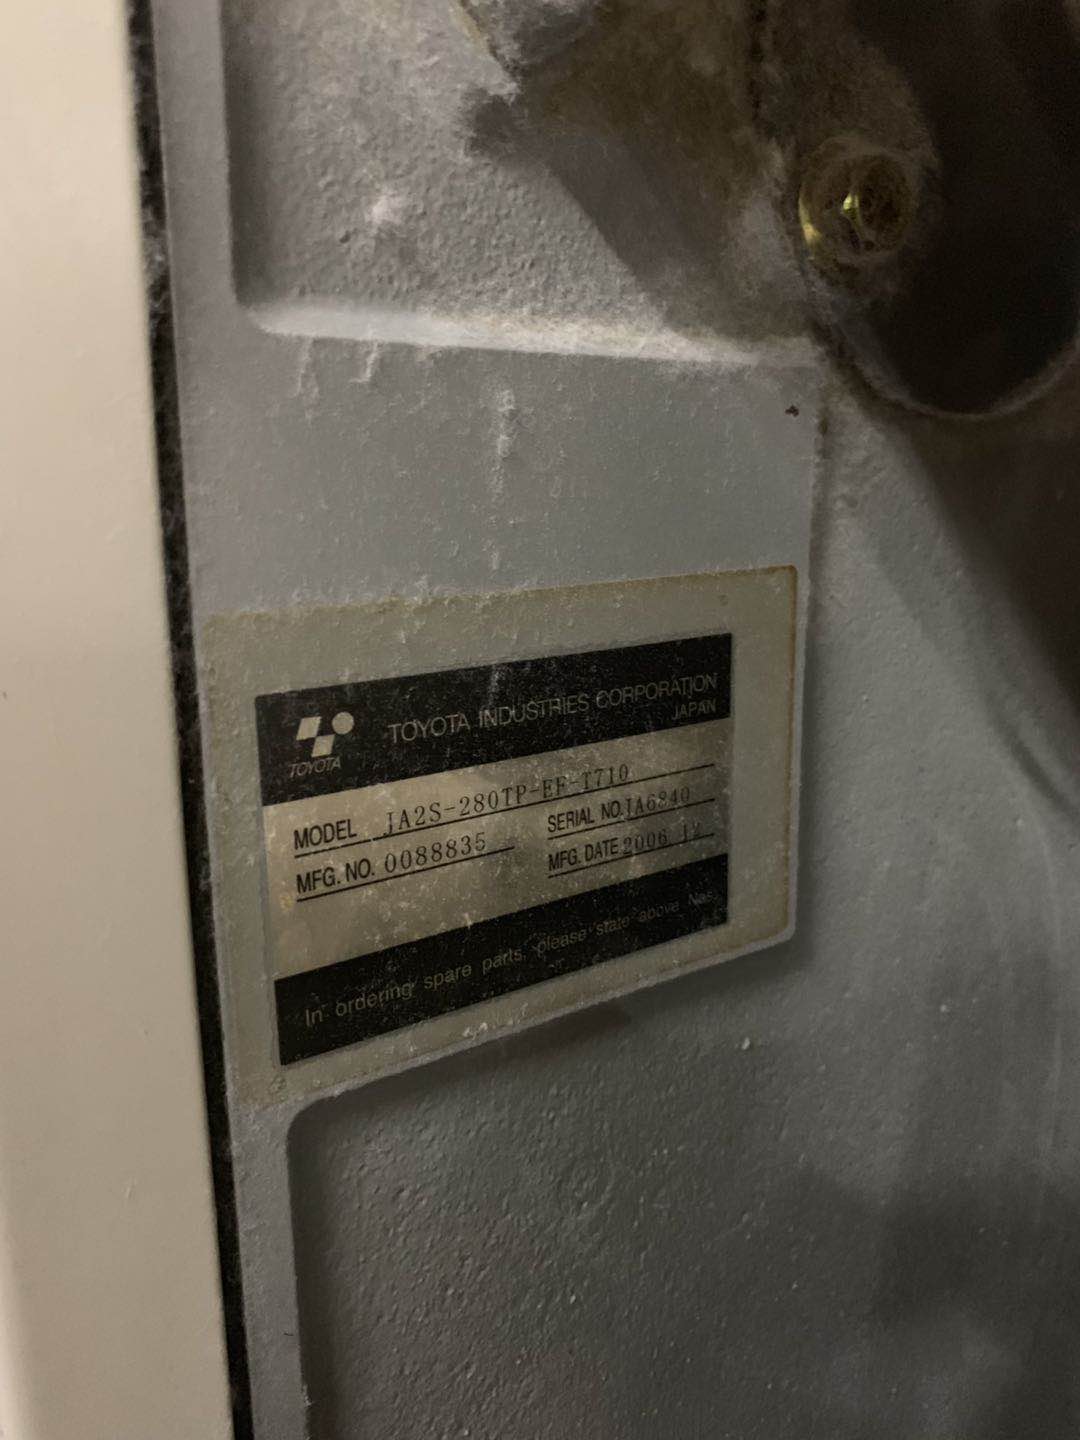 TOYOTA
TOYOTA INDUSTRIES CORPORATION
JAPAN
MODEL JA2S-280TP-EF-T710
MFG. NO. 0088835
SERIAL NO. JA6840
MFG. DATE 2006 12
In ordering spare parts, please state above Nos.